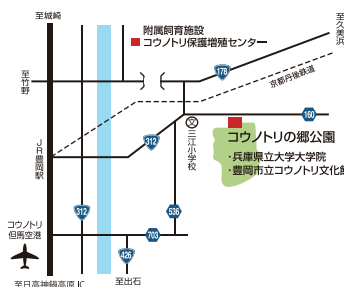 至城崎
附属飼育施設
コウノトリ保護増殖センター
至久美浜
至竹野
178
京都丹後鉄道
160
コウノトリの郷公園
・兵庫県立大学大学院
・豊岡市立コウノトリ文化館
文
三江小学校
312
JR豊岡駅
312
536
コウノトリ
但馬空港
703
426
至出石
至日高神鍋高原IC